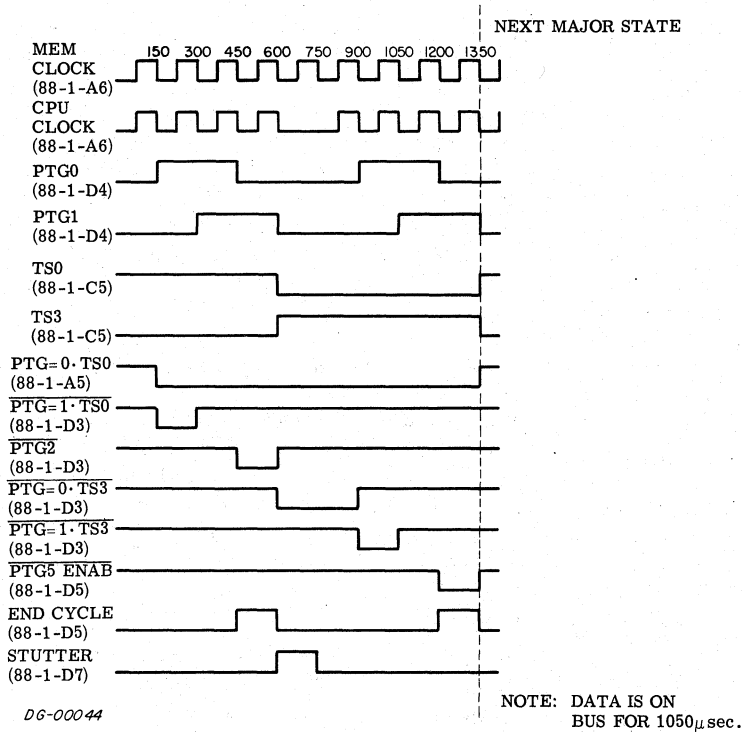 NEXT MAJOR STATE
MEM 150 300 450 600 750 900 1050 1200 1350
CLOCK
(88-1-A6)
CPU
CLOCK
(88-1-A6)
PTG0
(88-1-D4)
PTG1
(88-1-D4)
TS0
(88-1-C5)
TS3
(88-1-C5)
PTG=0·TS0
(88-1-A5)
PTG=1·TS0
(88-1-D3)
PTG2
(88-1-D3)
PTG=0·TS3
(88-1-D3)
PTG=1·TS3
(88-1-D3)
PTG5 ENAB
(88-1-D5)
END CYCLE
(88-1-D5)
STUTTER
(88-1-D7)
DG-00044
NOTE: DATA IS ON
BUS FOR 1050μsec.